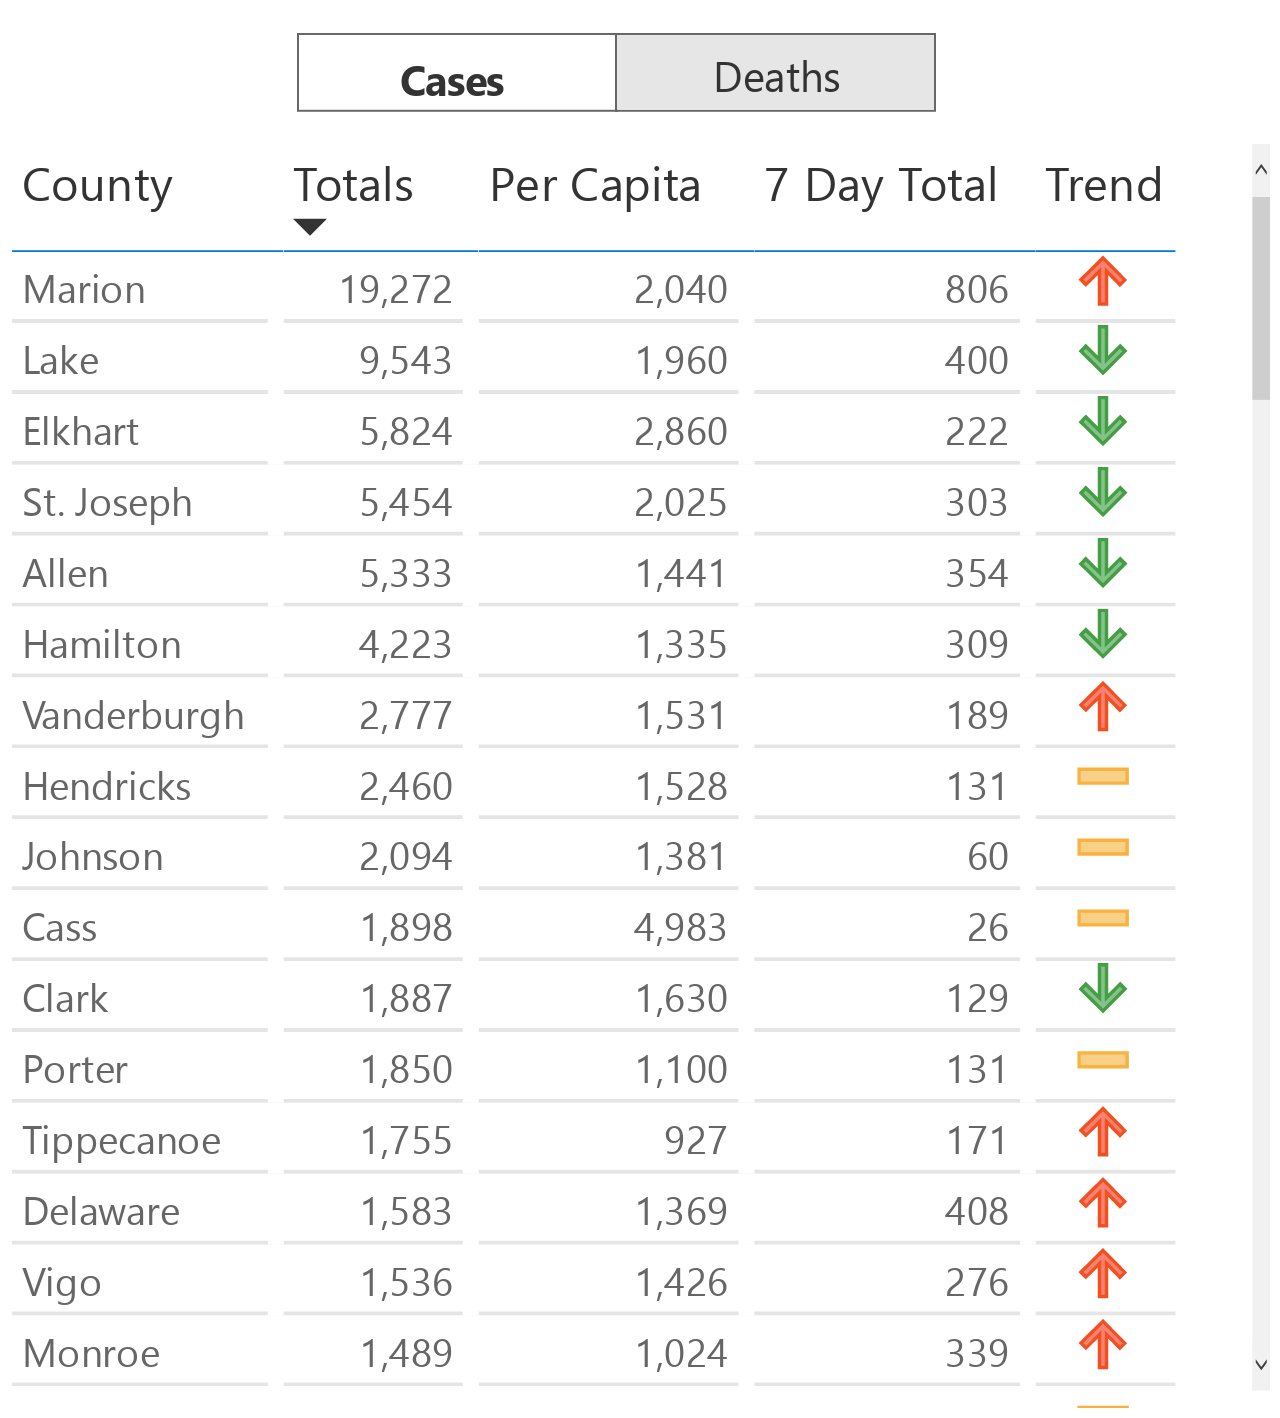 Cases Deaths
County Totals Per Capita 7 Day Total Trend
Marion 19,272 2,040 806
Lake 9,543 1,960 400
Elkhart 5,824 2,860 222
St. Joseph 5,454 2,025 303
Allen 5,333 1,441 354
Hamilton 4,223 1,335 309
Vanderburgh 2,777 1,531 189
Hendricks 2,460 1,528 131
Johnson 2,094 1,381 60
Cass 1,898 4,983 26
Clark 1,887 1,630 129
Porter 1,850 1,100 131
Tippecanoe 1,755 927 171
Delaware 1,583 1,369 408
Vigo 1,536 1,426 276
Monroe 1,489 1,024 339